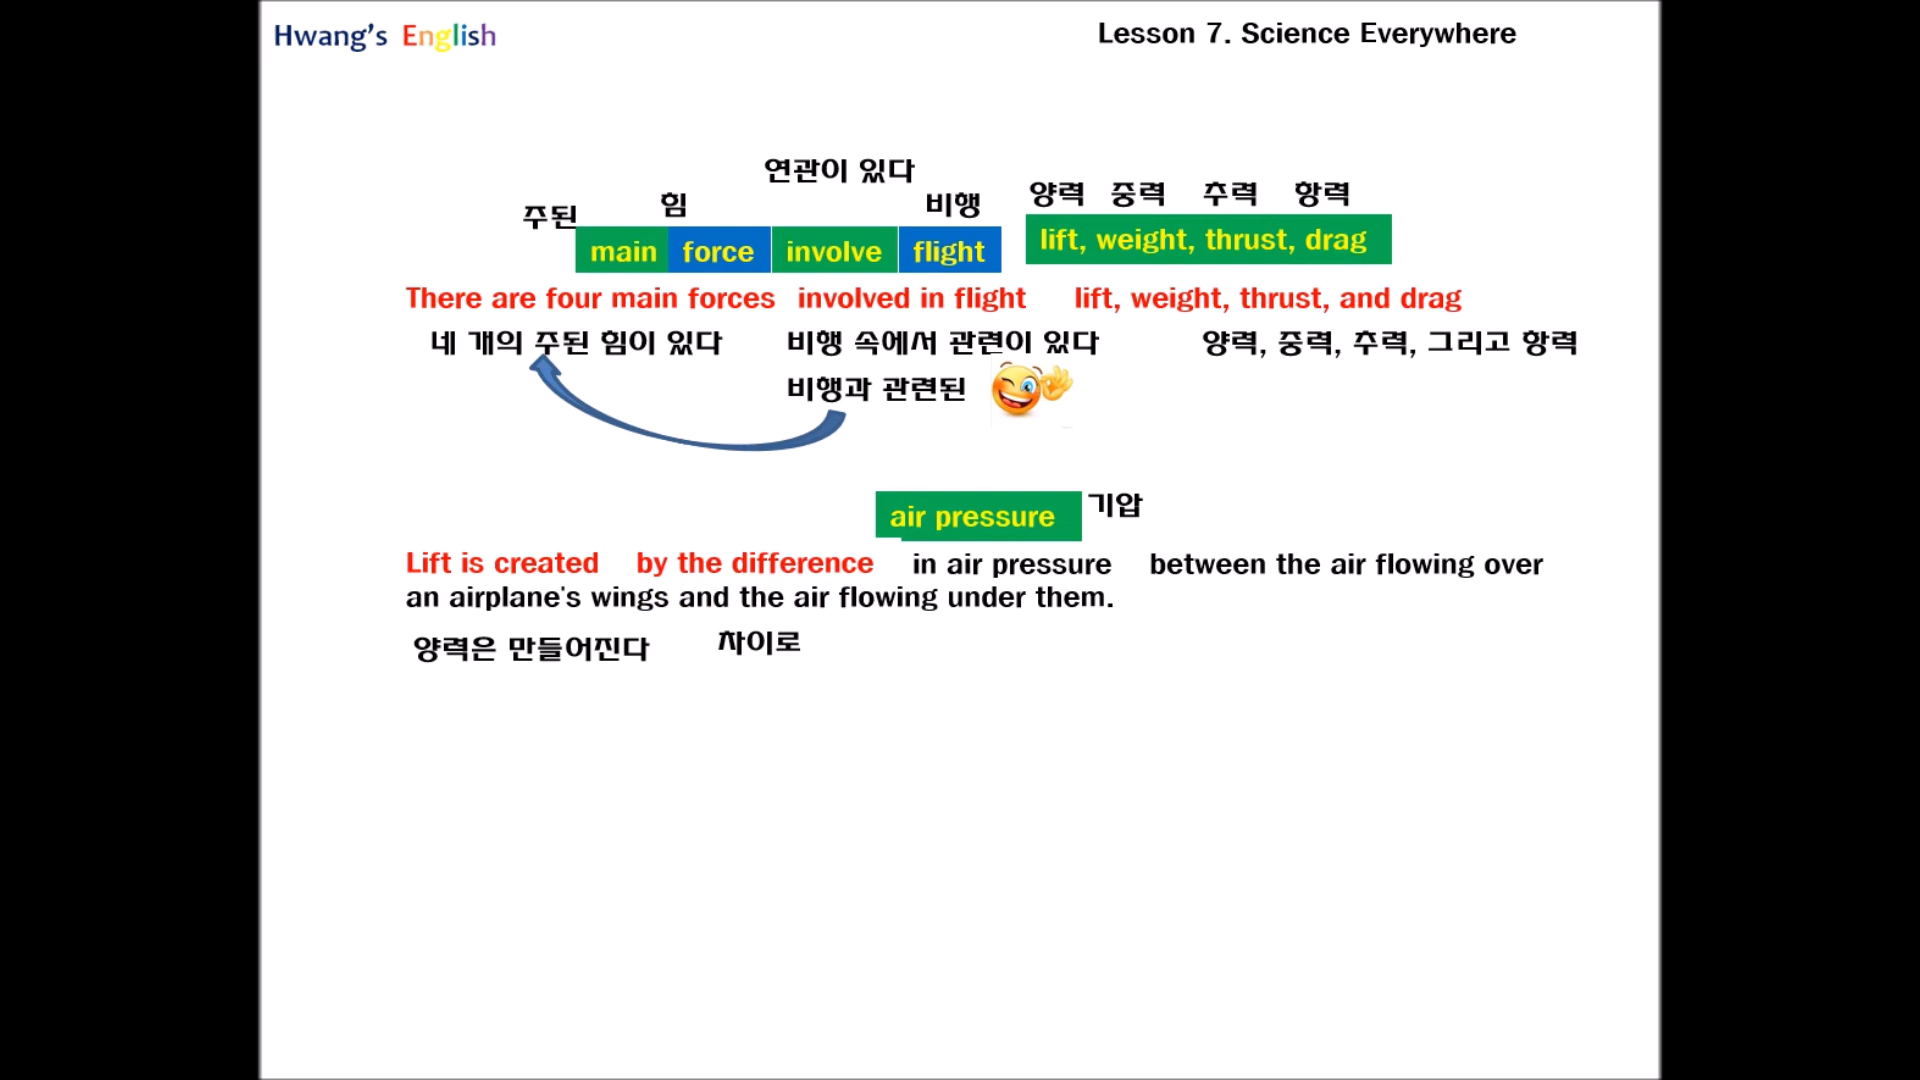 Hwang's English
Lesson 7. Science Everywhere
연관이 있다
주된 힘 비행 양력 중력 추력 항력
main force involve flight lift, weight, thrust, drag
There are four main forces involved in flight lift, weight, thrust, and drag
네 개의 주된 힘이 있다 비행 속에서 관련이 있다 양력, 중력, 추력, 그리고 항력
비행과 관련된
air pressure 기압
Lift is created by the difference in air pressure between the air flowing over
an airplane's wings and the air flowing under them.
양력은 만들어진다 차이로